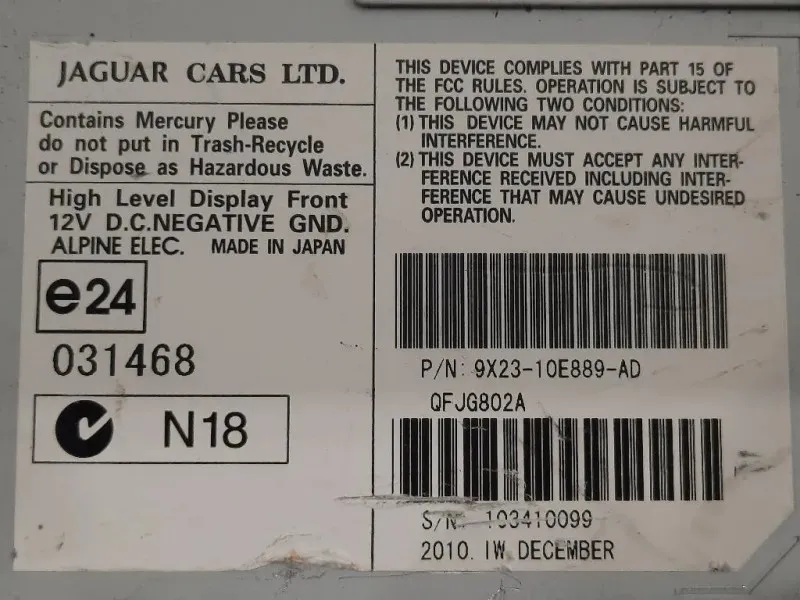 JAGUAR CARS LTD.
Contains Mercury Please
do not put in Trash-Recycle
or Dispose as Hazardous Waste.
High Level Display Front
12V D.C.NEGATIVE GND.
ALPINE ELEC. MADE IN JAPAN
e24
031468
N18
THIS DEVICE COMPLIES WITH PART 15 OF
THE FCC RULES. OPERATION IS SUBJECT TO
THE FOLLOWING TWO CONDITIONS:
(1) THIS DEVICE MAY NOT CAUSE HARMFUL
INTERFERENCE.
(2) THIS DEVICE MUST ACCEPT ANY INTER-
FERENCE RECEIVED INCLUDING INTER-
FERENCE THAT MAY CAUSE UNDESIRED
OPERATION.
P/N: 9X23-10E889-AD
QFJG802A
S/N: 103410099
2010. IW. DECEMBER